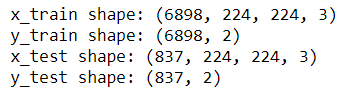 x_train shape: (6898, 224, 224, 3)
y_train shape: (6898, 2)
x_test shape: (837, 224, 224, 3)
y_test shape: (837, 2)